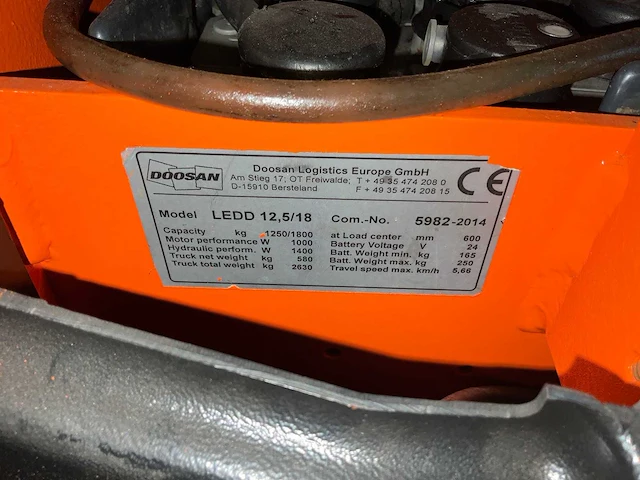 DOOSAN
Doosan Logistics Europe GmbH
Am Stieg 17; OT Freiwalde; T + 49 35 474 208 0
D-15910 Bersteland F + 49 35 474 208 15
CE
Model LEDD 12,5/18 Com.-No. 5982-2014
Capacity kg 1250/1800 at Load center mm 600
Motor performance W 1000 Battery Voltage V 24
Hydraulic perform. W 1400 Batt. Weight min. kg 165
Truck net weight kg 580 Batt. Weight max. kg 250
Truck total weight kg 2630 Travel speed max. km/h 5,66